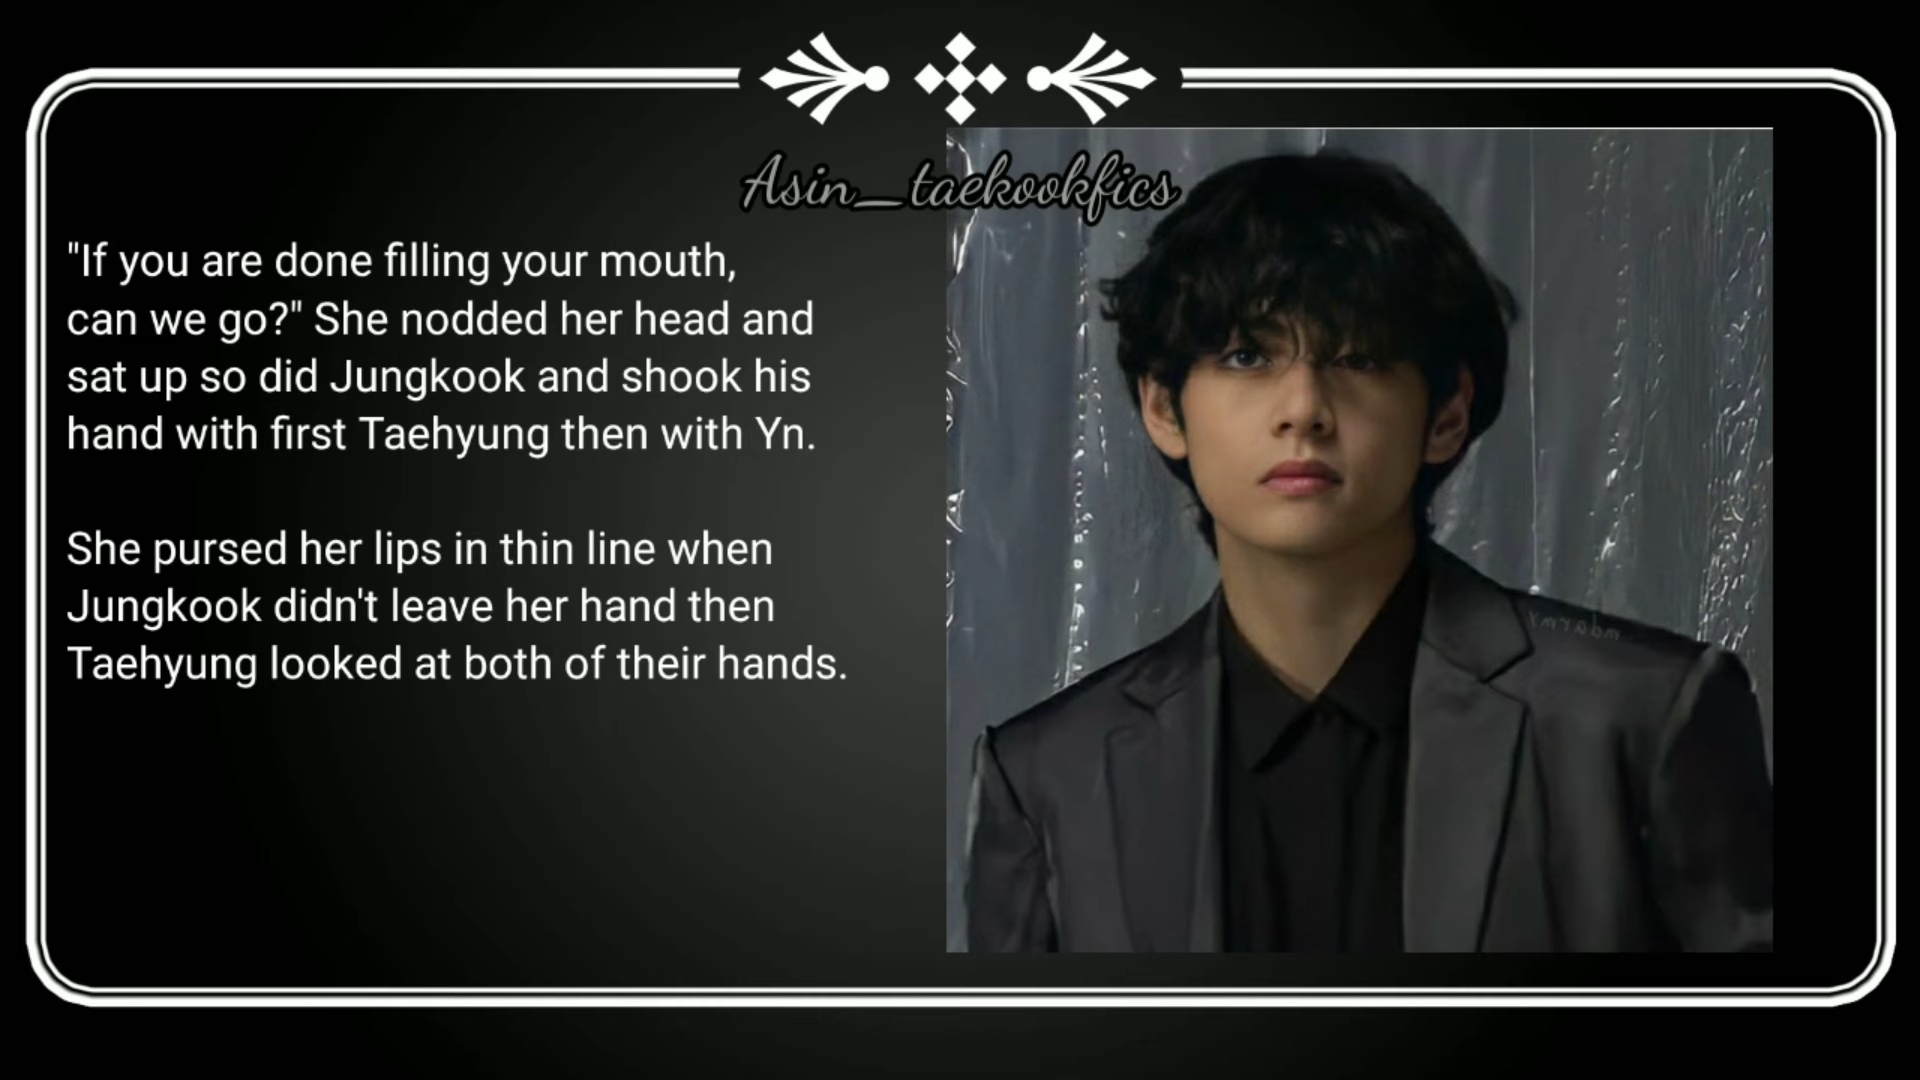 Asin_taekookfics
"If you are done filling your mouth,
can we go?" She nodded her head and
sat up so did Jungkook and shook his
hand with first Taehyung then with Yn.
She pursed her lips in thin line when
Jungkook didn't leave her hand then
Taehyung looked at both of their hands.